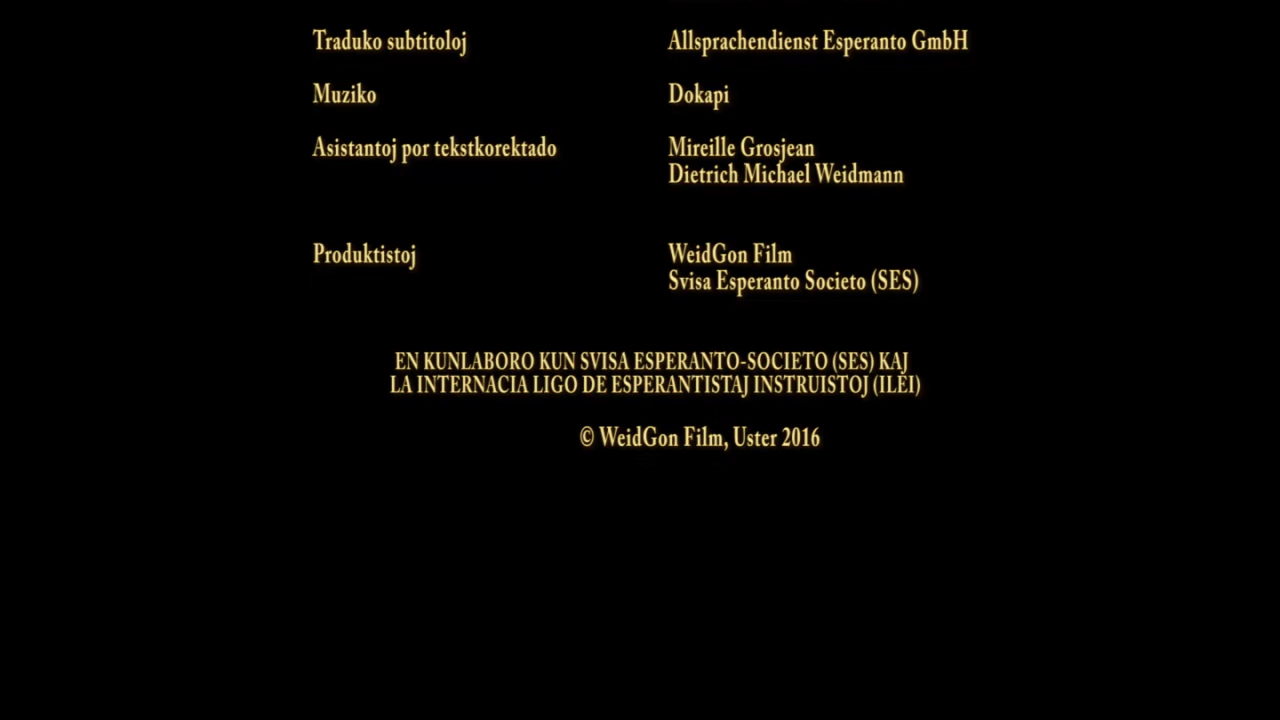 Traduko subtitoloj Allsprachendienst Esperanto GmbH
Muziko Dokapi
Asistantoj por tekstkorektado Mireille Grosjean
Dietrich Michael Weidmann
Produktistoj WeidGon Film
Svisa Esperanto Societo (SES)
EN KUNLABORO KUN SVISA ESPERANTO-SOCIETO (SES) KAJ
LA INTERNACIA LIGO DE ESPERANTISTAJ INSTRUISTOJ (ILEI)
© WeidGon Film, Uster 2016